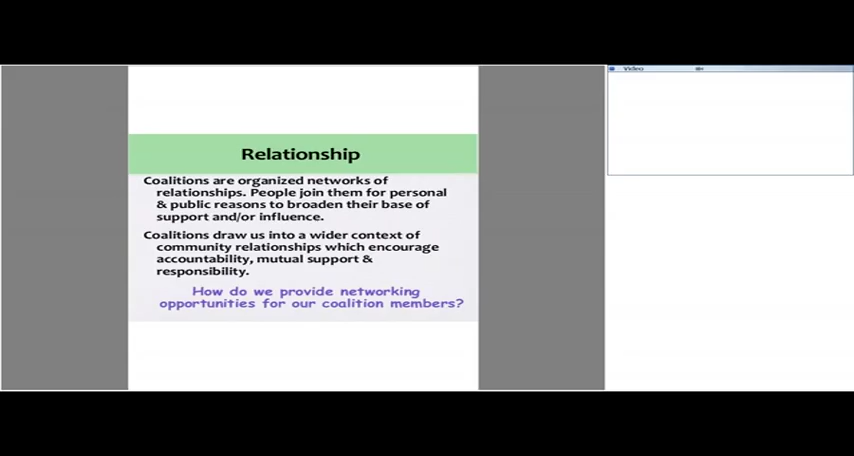 Video
Relationship
Coalitions are organized networks of
relationships. People join them for personal
& public reasons to broaden their base of
support and/or influence.
Coalitions draw us into a wider context of
community relationships which encourage
accountability, mutual support &
responsibility.
How do we provide networking
opportunities for our coalition members?